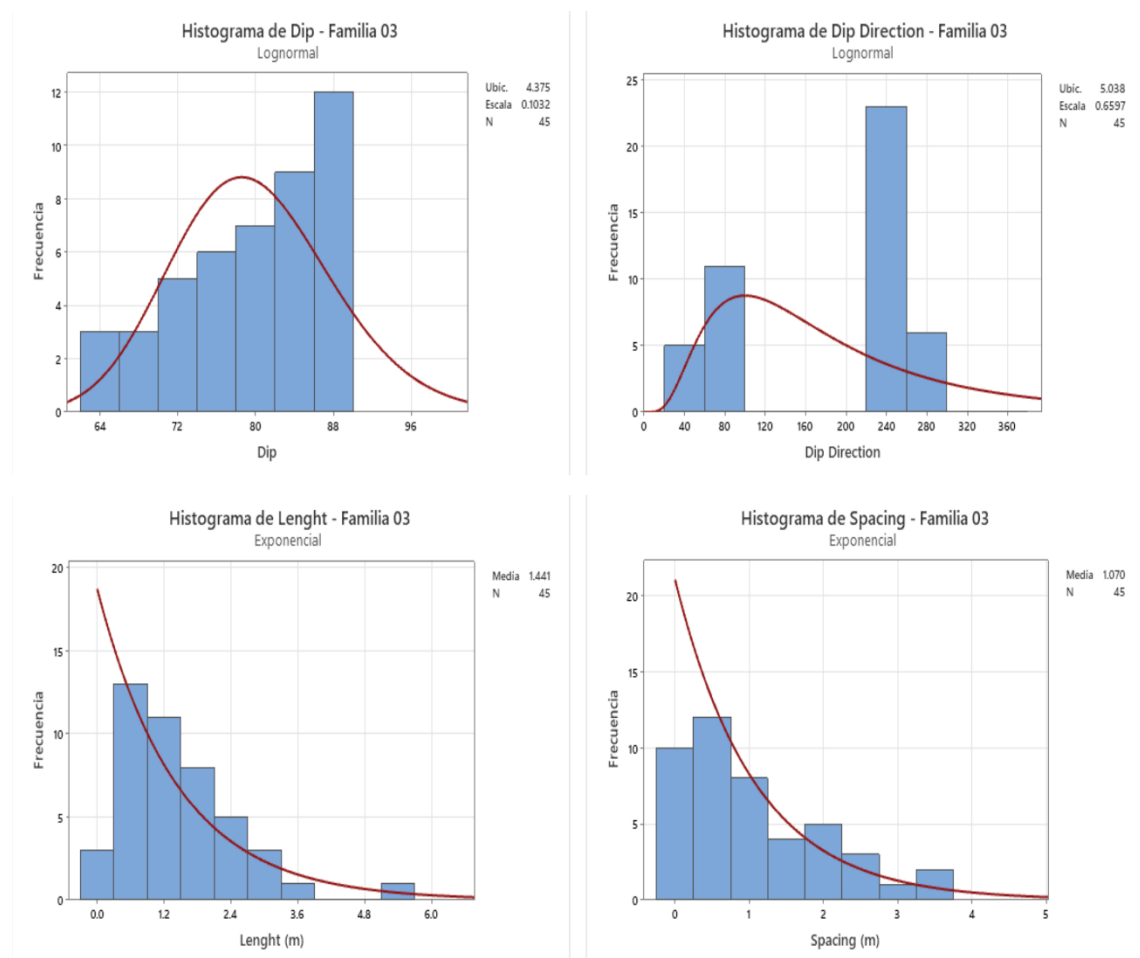 Histograma de Dip - Familia 03
Lognormal
Ubic. 4.375
Escala 0.1032
N 45
Frecuencia
12
10
8
6
4
2
0
64 72 80 88 96
Dip
Histograma de Dip Direction - Familia 03
Lognormal
Ubic. 5.038
Escala 0.6597
N 45
Frecuencia
25
20
15
10
5
0
0 40 80 120 160 200 240 280 320 360
Dip Direction
Histograma de Lenght - Familia 03
Exponencial
Media 1.441
N 45
Frecuencia
20
15
10
5
0
0.0 1.2 2.4 3.6 4.8 6.0
Lenght (m)
Histograma de Spacing - Familia 03
Exponencial
Media 1.070
N 45
Frecuencia
20
15
10
5
0
0 1 2 3 4 5
Spacing (m)